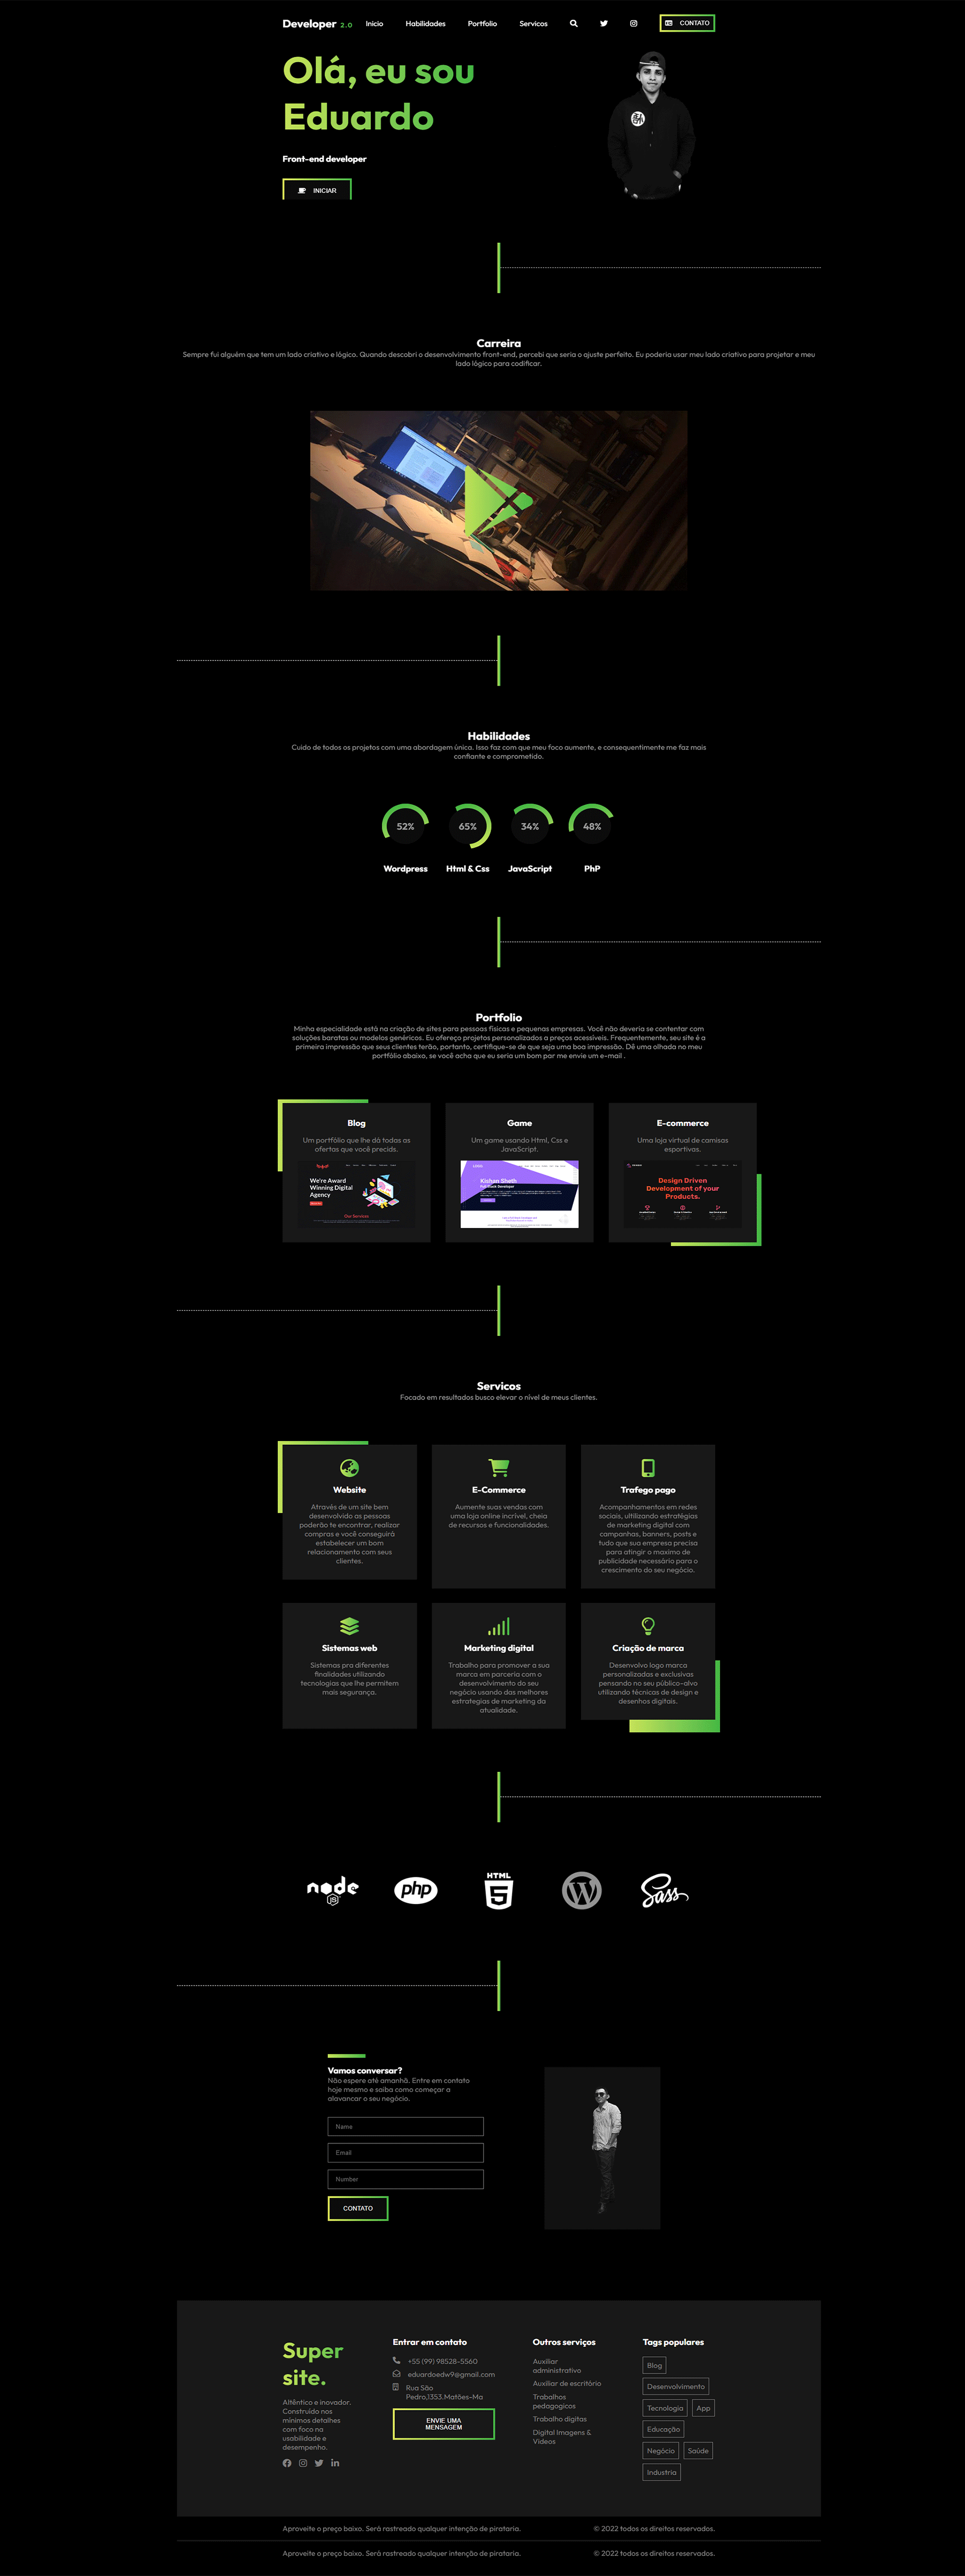 Developer 2.0
Inicio
Habilidades
Portfolio
Servicos
CONTATO
Olá, eu sou
Eduardo
Front-end developer
INICIAR
Carreira
Sempre fui alguém que tem um lado criativo e lógico. Quando descobri o desenvolvimento front-end, percebi que seria o ajuste perfeito. Eu poderia usar meu lado criativo para projetar e meu
lado lógico para codificar.
Habilidades
Cuido de todos os projetos com uma abordagem única. Isso faz com que meu foco aumente, e consequentimente me faz mais
confiante e comprometido.
52%
65%
34%
48%
Wordpress
Html & Css
JavaScript
PhP
Portfolio
Minha especialidade está na criação de sites para pessoas físicas e pequenas empresas. Você não deveria se contentar com
soluções baratas ou modelos genéricos. Eu ofereço projetos personalizados a preços acessíveis. Frequentemente, seu site é a
primeira impressão que seus clientes terão, portanto, certifique-se de que seja uma boa impressão. Dê uma olhada no meu
portfólio abaixo, se você acha que eu seria um bom par me envie um e-mail .
Blog
Um portfólio que lhe dá todas as
ofertas que você precids.
We're Award
Winning Digital
Agency
Our Services
Game
Um game usando Html, Css e
JavaScript.
Kishan Sheth
Full Stack Developer
E-commerce
Uma loja virtual de camisas
esportivas.
Design Driven
Development of your
Products.
Servicos
Focado em resultados busco elevar o nível de meus clientes.
Website
Através de um site bem
desenvolvido as pessoas
poderão te encontrar, realizar
compras e você conseguirá
estabelecer um bom
relacionamento com seus
clientes.
E-Commerce
Aumente suas vendas com
uma loja online incrível, cheia
de recursos e funcionalidades.
Trafego pago
Acompanhamentos em redes
sociais, ultilizando estratégias
de marketing digital com
campanhas, banners, posts e
tudo que sua empresa precisa
para atingir o maximo de
publicidade necessário para o
crescimento do seu negócio.
Sistemas web
Sistemas pra diferentes
finalidades utilizando
tecnologias que lhe permitem
mais segurança.
Marketing digital
Trabalho para promover a sua
marca em parceria com o
desenvolvimento do seu
negócio usando das melhores
estrategias de marketing da
atualidade.
Criação de marca
Desenvolvo logo marca
personalizadas e exclusivas
pensando no seu público-alvo
utilizando técnicas de design e
desenhos digitais.
node
JS
php
HTML
5
W
Sass
Vamos conversar?
Não espere até amanhã. Entre em contato
hoje mesmo e saiba como começar a
alavancar o seu negócio.
Name
Email
Number
CONTATO
Super
site.
Altêntico e inovador.
Construido nos
minimos detalhes
com foco na
usabilidade e
desempenho.
Entrar em contato
+55 (99) 98528-5560
eduardoedw9@gmail.com
Rua São
Pedro,1353,Matões-Ma
ENVIE UMA
MENSAGEM
Outros serviços
Auxiliar
administrativo
Auxiliar de escritório
Trabalhos
pedagogicos
Trabalho digitas
Digital Imagens &
Videos
Tags populares
Blog
Desenvolvimento
Tecnologia
App
Educação
Negócio
Saúde
Industria
Aproveite o preço baixo. Será rastreado qualquer intenção de pirataria.
© 2022 todos os direitos reservados.
Aproveite o preço baixo. Será rastreado qualquer intenção de pirataria.
© 2022 todos os direitos reservados.